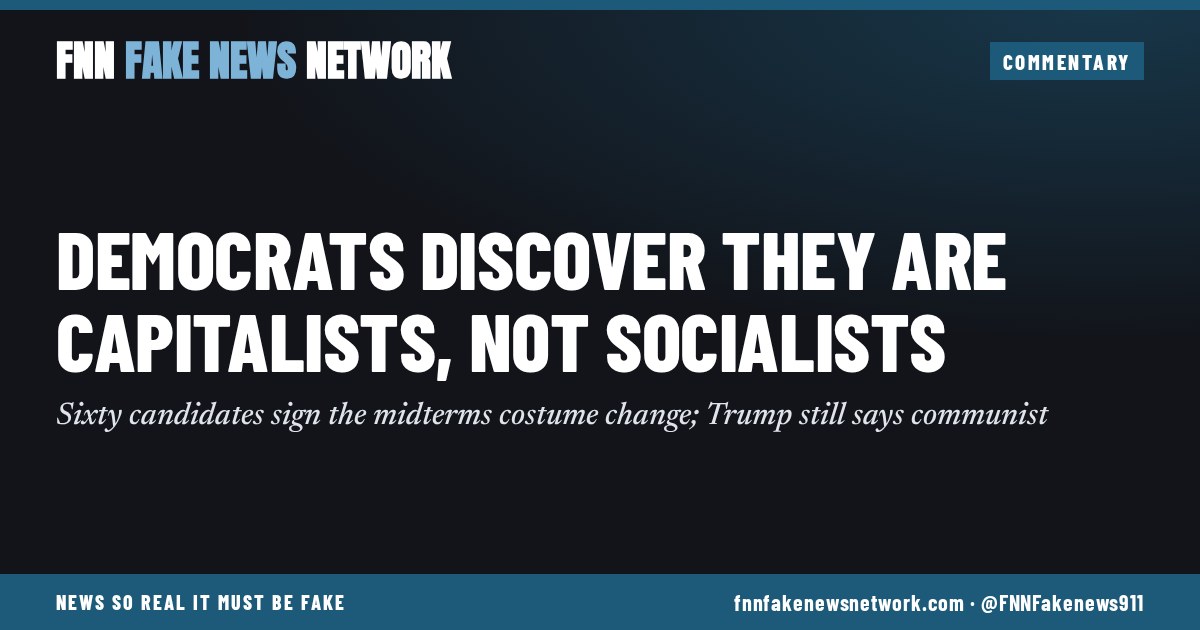 FNN FAKE NEWS NETWORK
COMMENTARY
DEMOCRATS DISCOVER THEY ARE
CAPITALISTS, NOT SOCIALISTS
Sixty candidates sign the midterms costume change; Trump still says communist
NEWS SO REAL IT MUST BE FAKE
fnnfakenewsnetwork.com · @FNNFakenews911